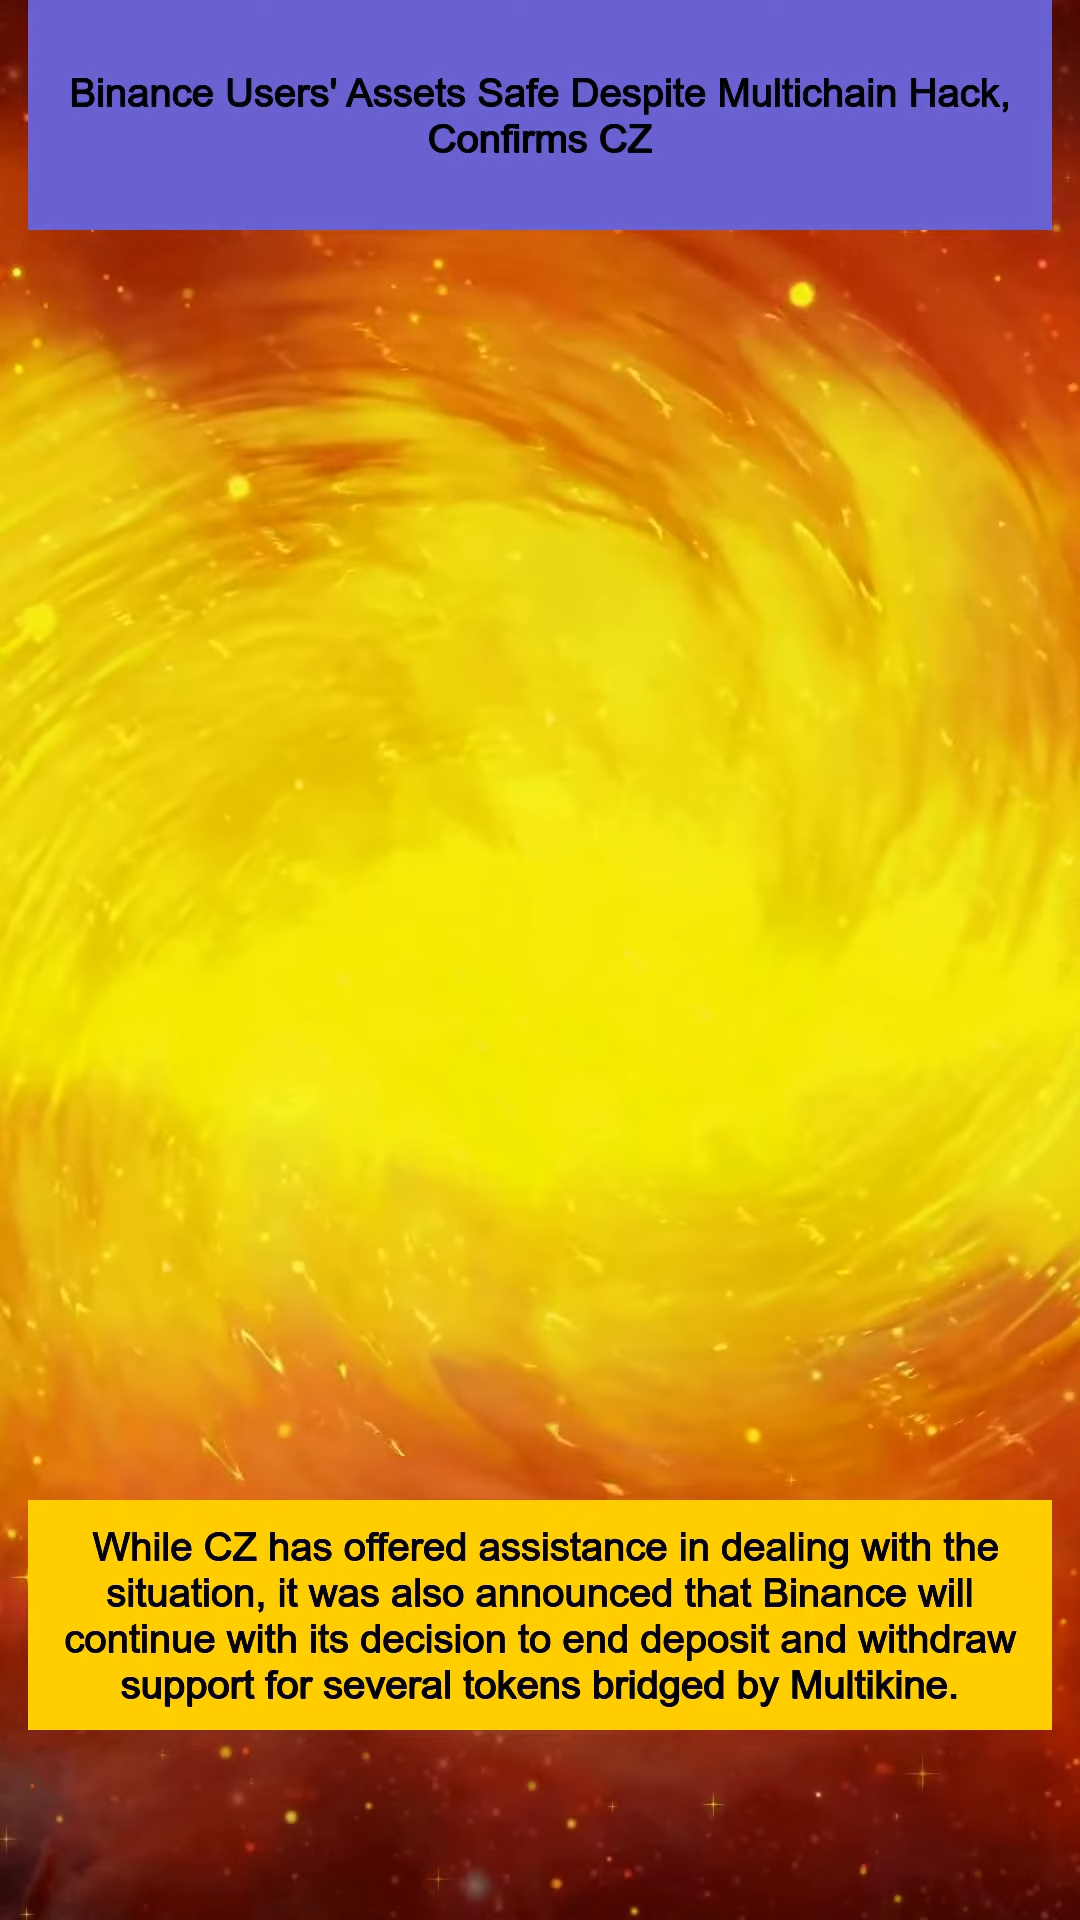 Binance Users' Assets Safe Despite Multichain Hack,
Confirms CZ
While CZ has offered assistance in dealing with the
situation, it was also announced that Binance will
continue with its decision to end deposit and withdraw
support for several tokens bridged by Multikine.